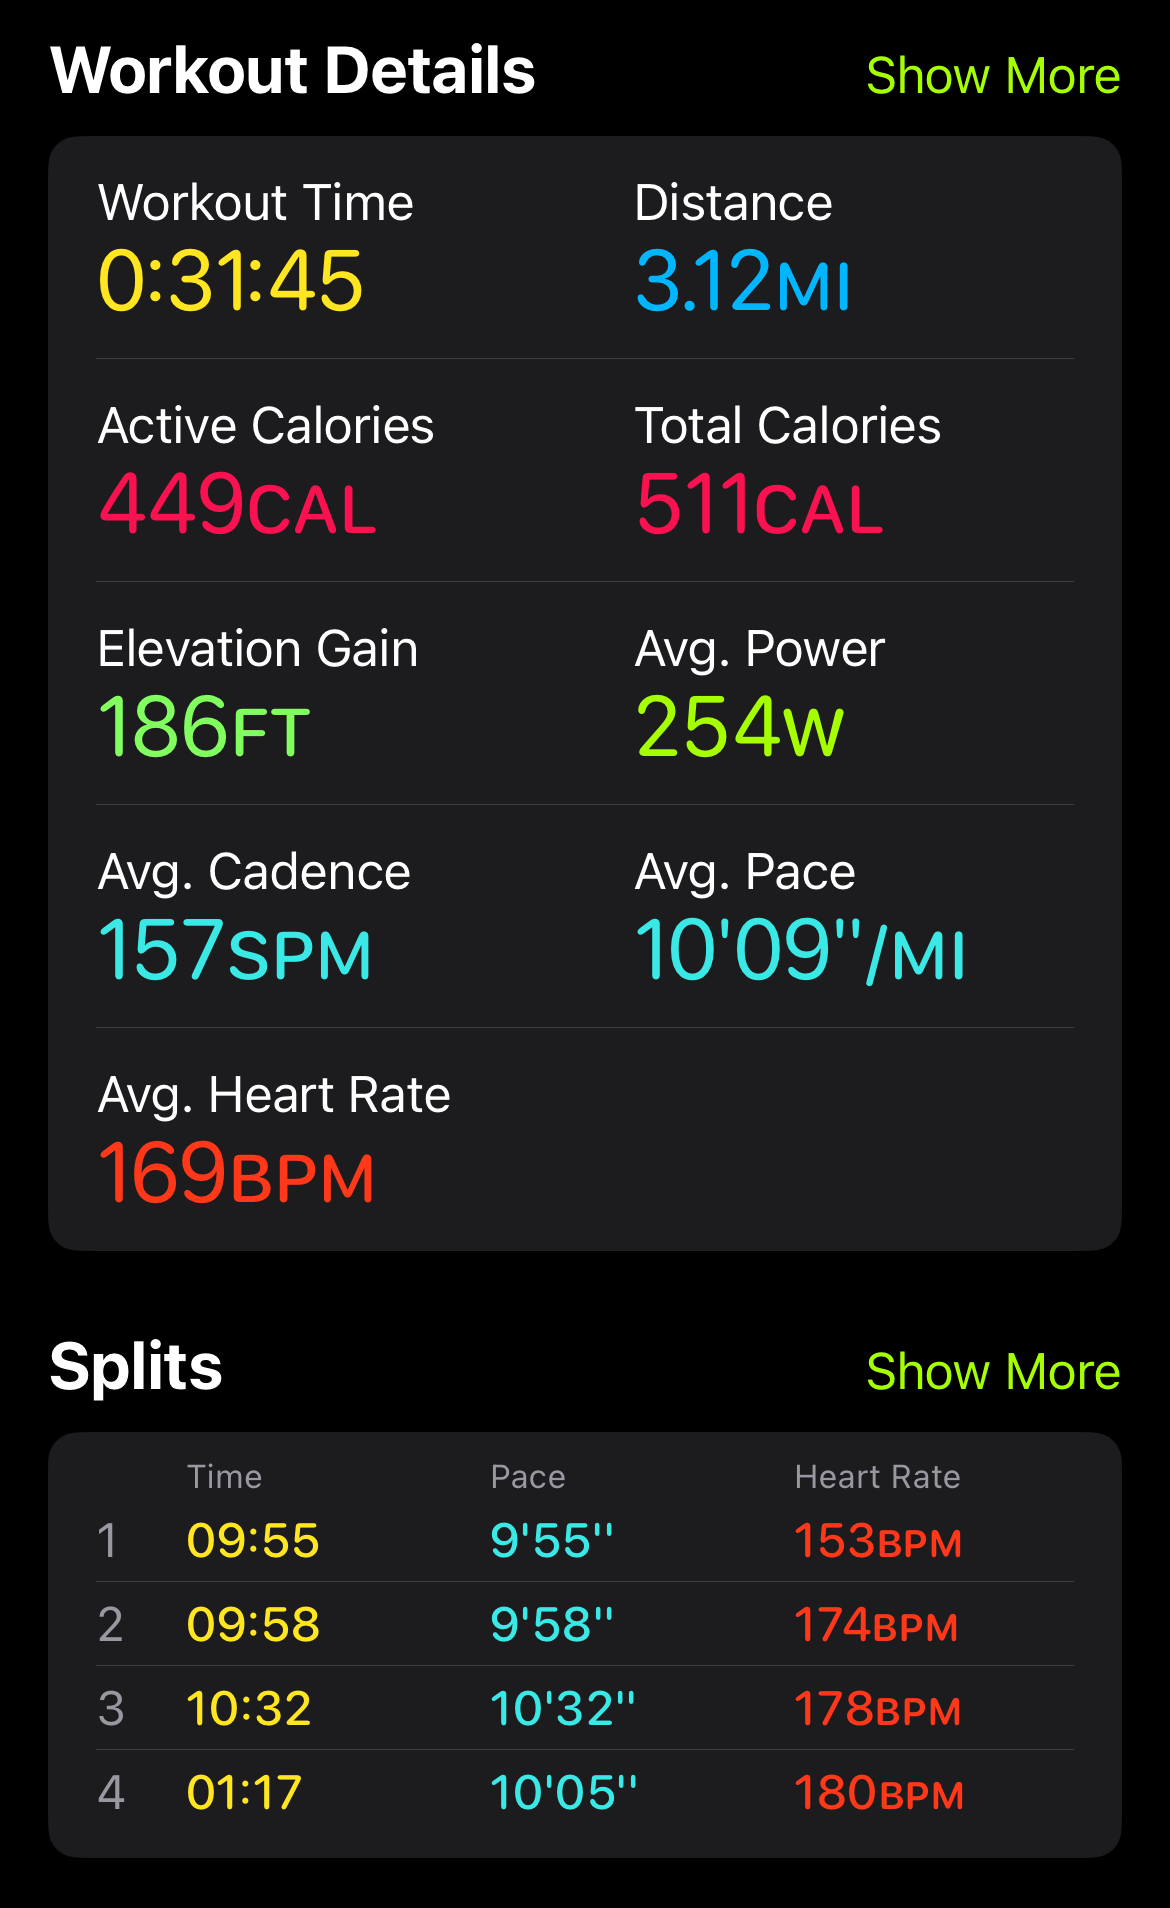 Workout Details Show More
Workout Time Distance
0:31:45 3.12MI
Active Calories Total Calories
449CAL 511CAL
Elevation Gain Avg. Power
186FT 254W
Avg. Cadence Avg. Pace
157SPM 10'09"/MI
Avg. Heart Rate
169BPM
Splits Show More
Time Pace Heart Rate
1 09:55 9'55" 153BPM
2 09:58 9'58" 174BPM
3 10:32 10'32" 178BPM
4 01:17 10'05" 180BPM